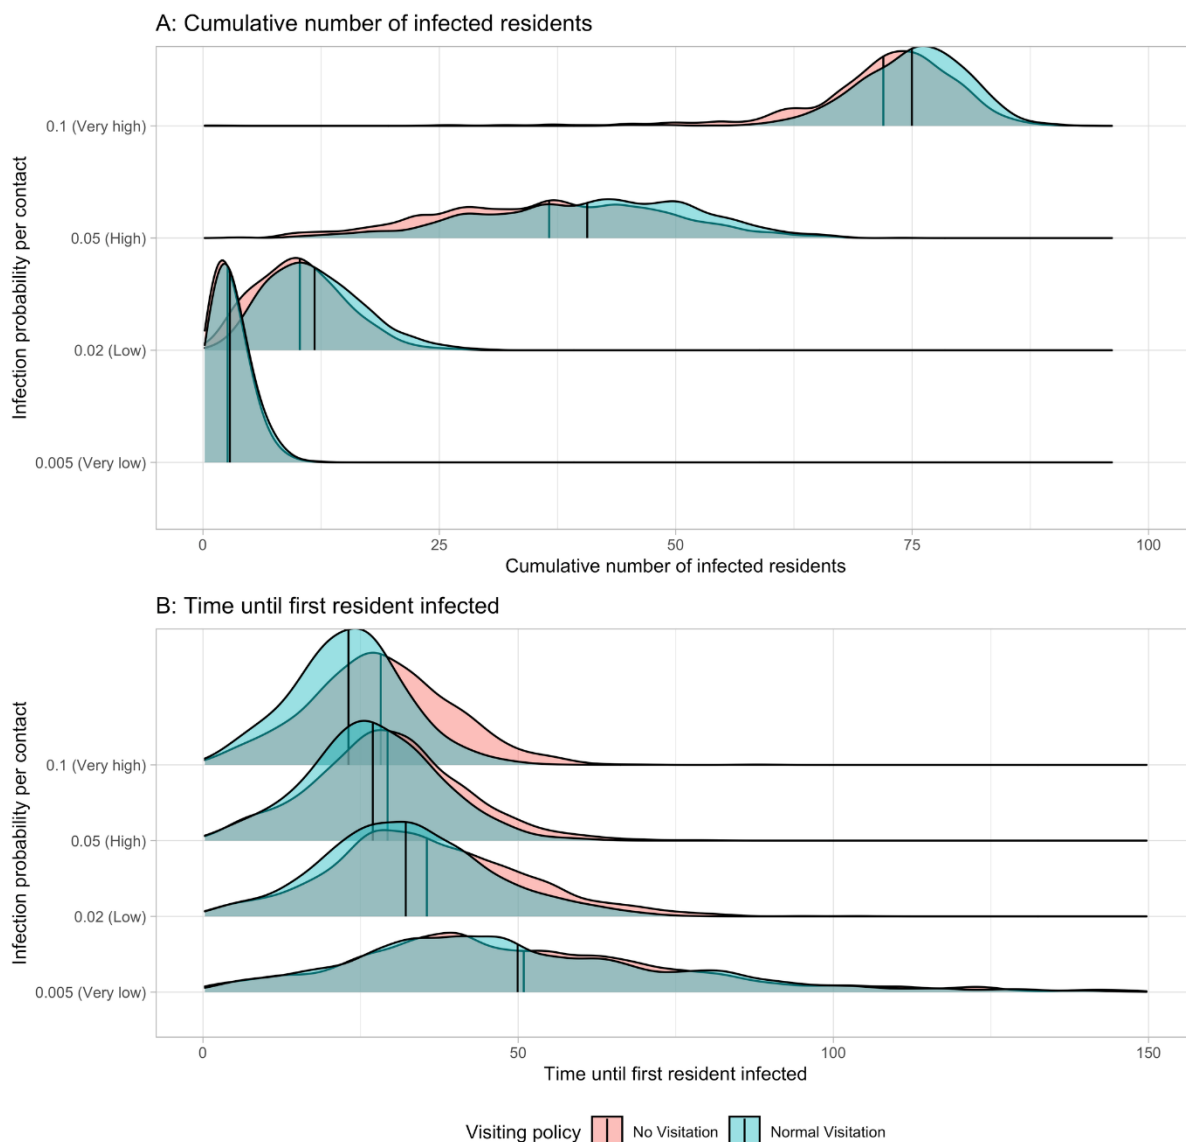 A: Cumulative number of infected residents
Infection probability per contact
0.1 (Very high)
0.05 (High)
0.02 (Low)
0.005 (Very low)
0 25 50 75 100
Cumulative number of infected residents
B: Time until first resident infected
Infection probability per contact
0.1 (Very high)
0.05 (High)
0.02 (Low)
0.005 (Very low)
0 50 100 150
Time until first resident infected
Visiting policy No Visitation Normal Visitation